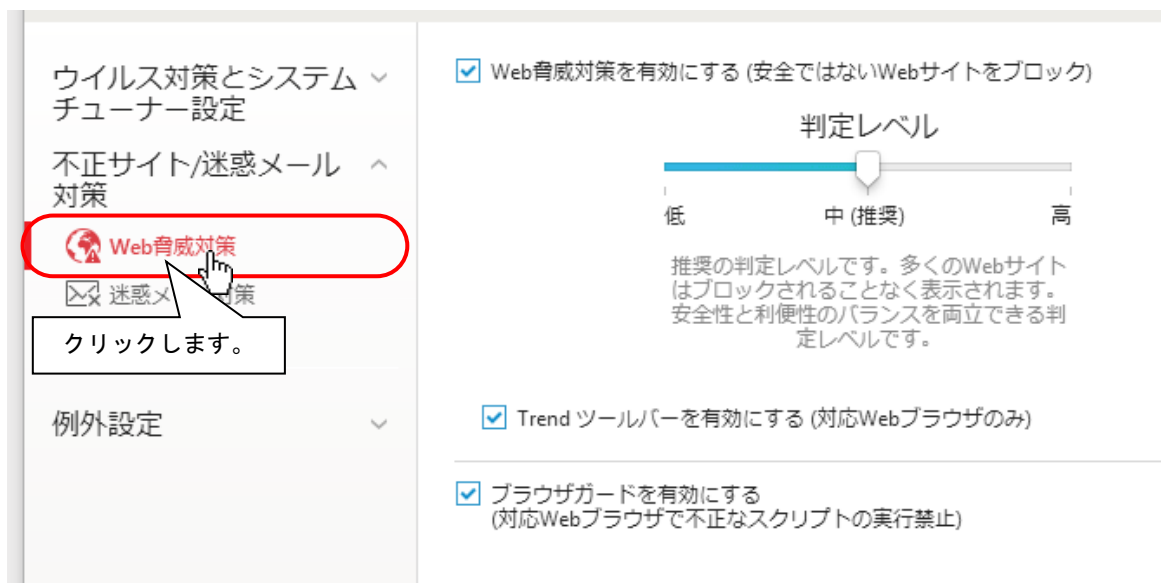 ウイルス対策とシステム
チューナー設定
不正サイト/迷惑メール
対策
Web脅威対策
迷惑メ
対策
クリックします。
例外設定
Web脅威対策を有効にする (安全ではないWebサイトをブロック)
判定レベル
低
中 (推奨)
高
推奨の判定レベルです。多くのWebサイト
はブロックされることなく表示されます。
安全性と利便性のバランスを両立できる判
定レベルです。
Trend ツールバーを有効にする (対応Webブラウザのみ)
ブラウザガードを有効にする
(対応Webブラウザで不正なスクリプトの実行禁止)